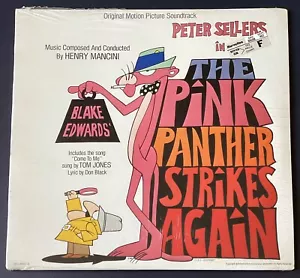 Original Motion Picture Soundtrack
PETER SELLERS
in
Music Composed And Conducted
By HENRY MANCINI
THE
PINK
PANTHER
STRIKES
AGAIN
BLAKE
EDWARDS'
Includes the song
"Come To Me"
sung by TOM JONES
Lyric by Don Black